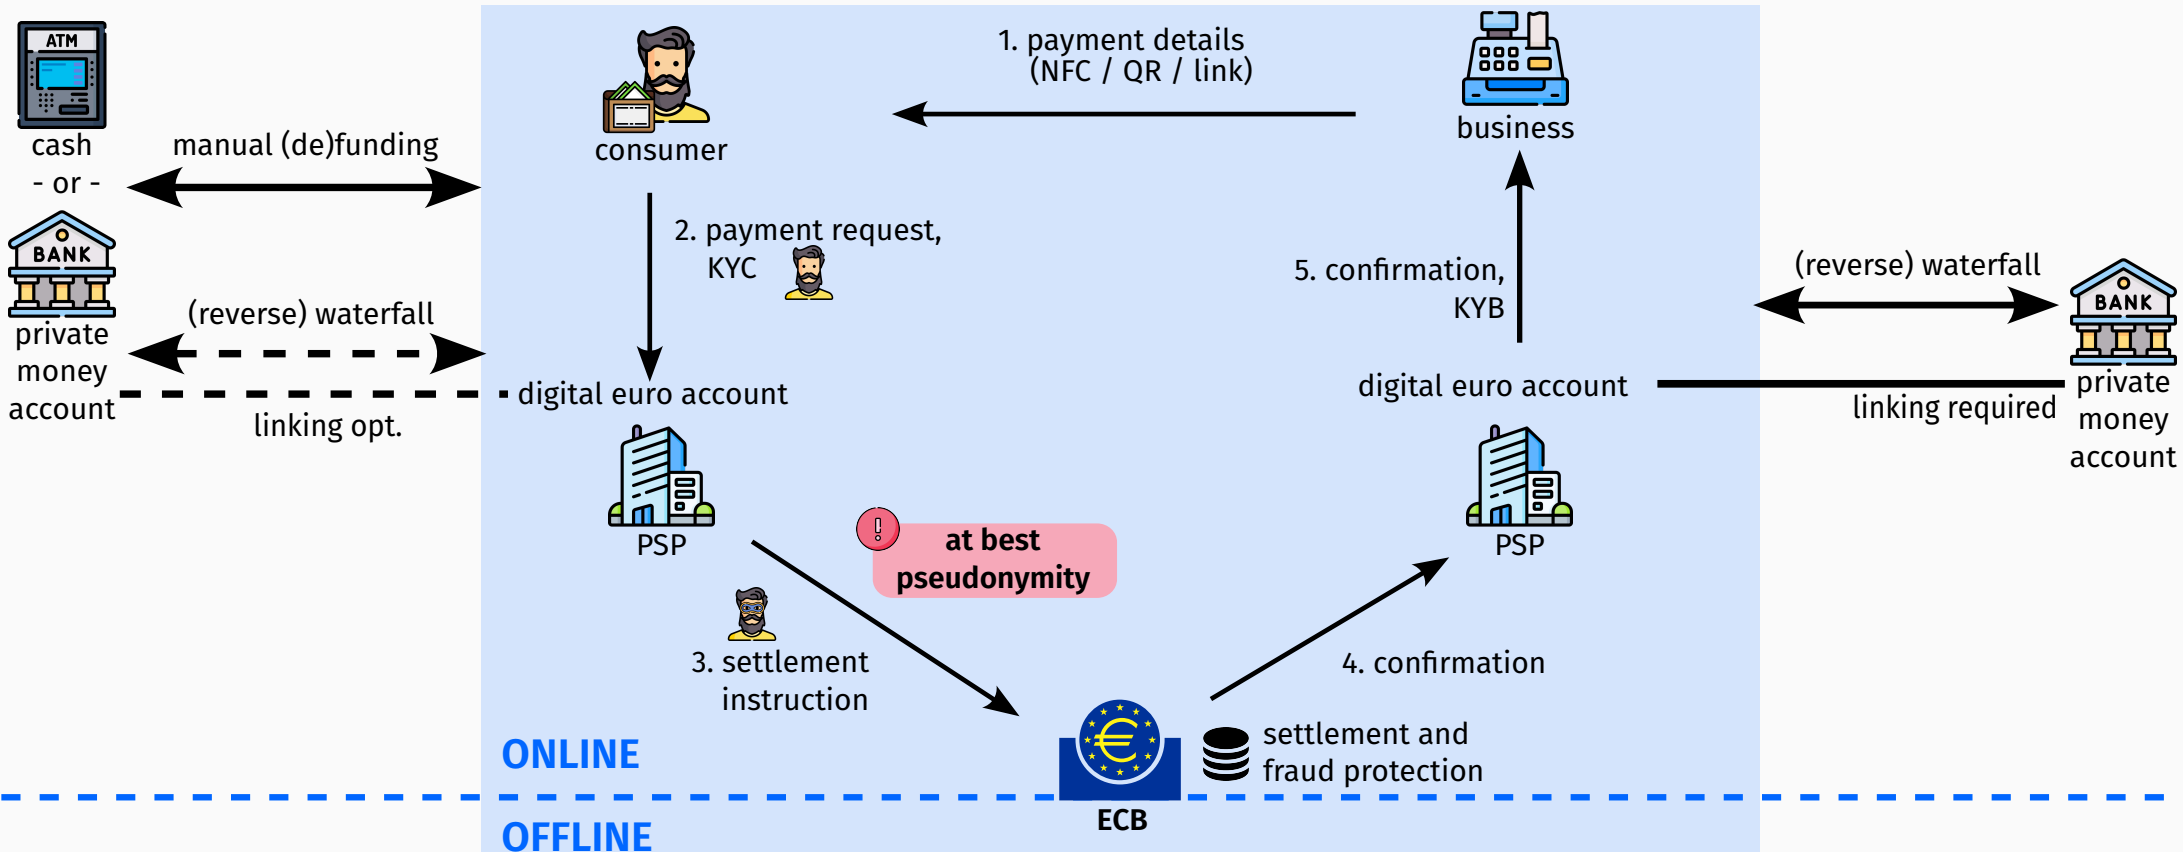 ATM
cash
- or -
BANK
private
money
account
manual (de)funding
(reverse) waterfall
linking opt.
consumer
1. payment details
(NFC / QR / link)
business
2. payment request,
KYC
digital euro account
PSP
at best
pseudonymity
3. settlement
instruction
ECB
settlement and
fraud protection
4. confirmation
PSP
digital euro account
5. confirmation,
KYB
(reverse) waterfall
linking required
BANK
private
money
account
ONLINE
OFFLINE